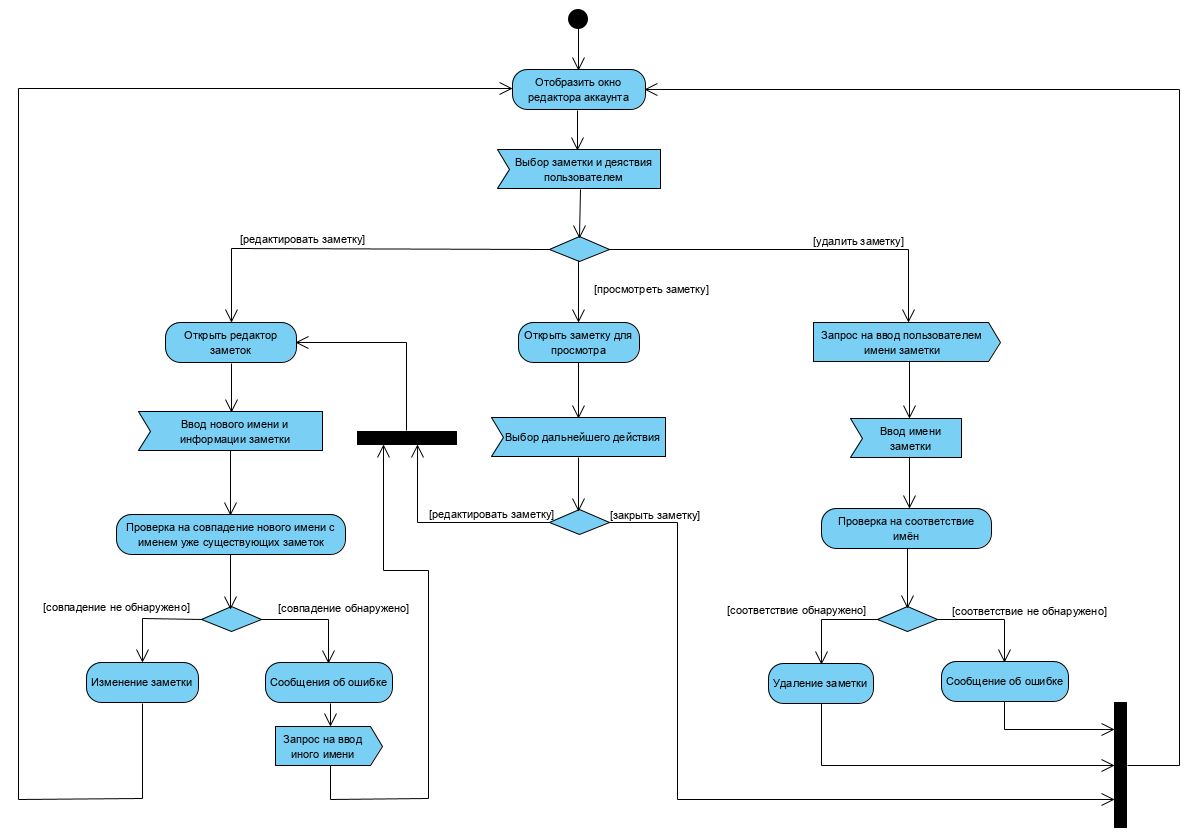 Отобразить окно
редактора аккаунта
Выбор заметки и деяствия
пользователем
[редактировать заметку]
[удалить заметку]
[просмотреть заметку]
Открыть редактор
заметок
Открыть заметку для
просмотра
Запрос на ввод пользователем
имени заметки
Ввод нового имени и
информации заметки
Выбор дальнейшего действия
Ввод имени
заметки
[редактировать заметку]
[закрыть заметку]
Проверка на совпадение нового имени с
именем уже существующих заметок
Проверка на соответствие
имён
[совпадение не обнаружено]
[совпадение обнаружено]
[соответствие обнаружено]
[соответствие не обнаружено]
Изменение заметки
Сообщения об ошибке
Удаление заметки
Сообщение об ошибке
Запрос на ввод
иного имени